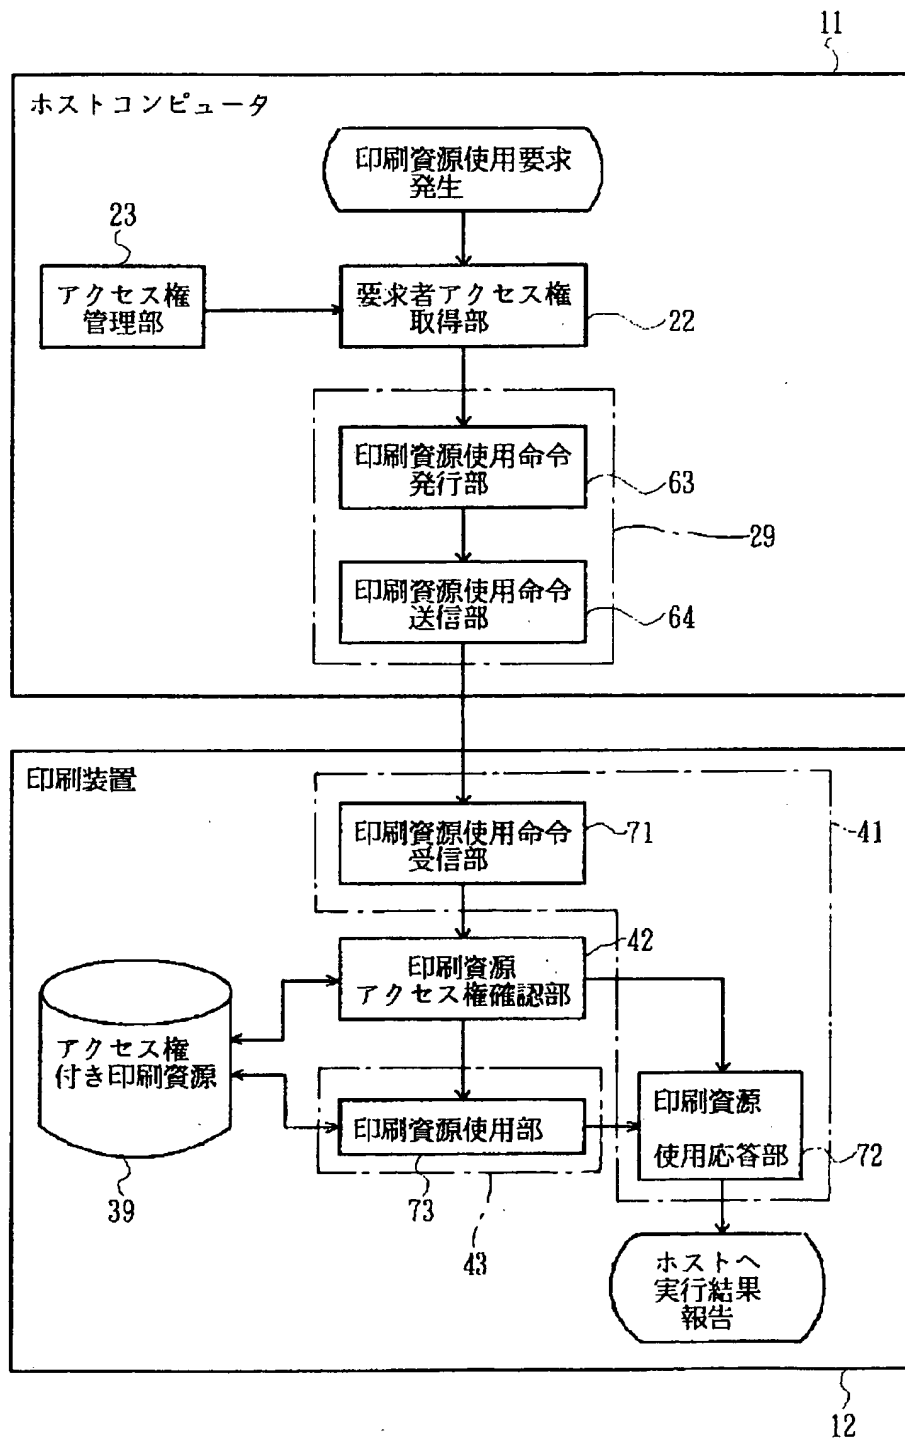 11
ホストコンピュータ
印刷資源使用要求
発生
23
アクセス権
管理部
要求者アクセス権
取得部
22
印刷資源使用命令
発行部
63
29
印刷資源使用命令
送信部
64
印刷装置
印刷資源使用命令
受信部
71
41
42
印刷資源
アクセス権確認部
アクセス権
付き印刷資源
39
印刷資源使用部
73
43
印刷資源
使用応答部
72
ホストへ
実行結果
報告
12